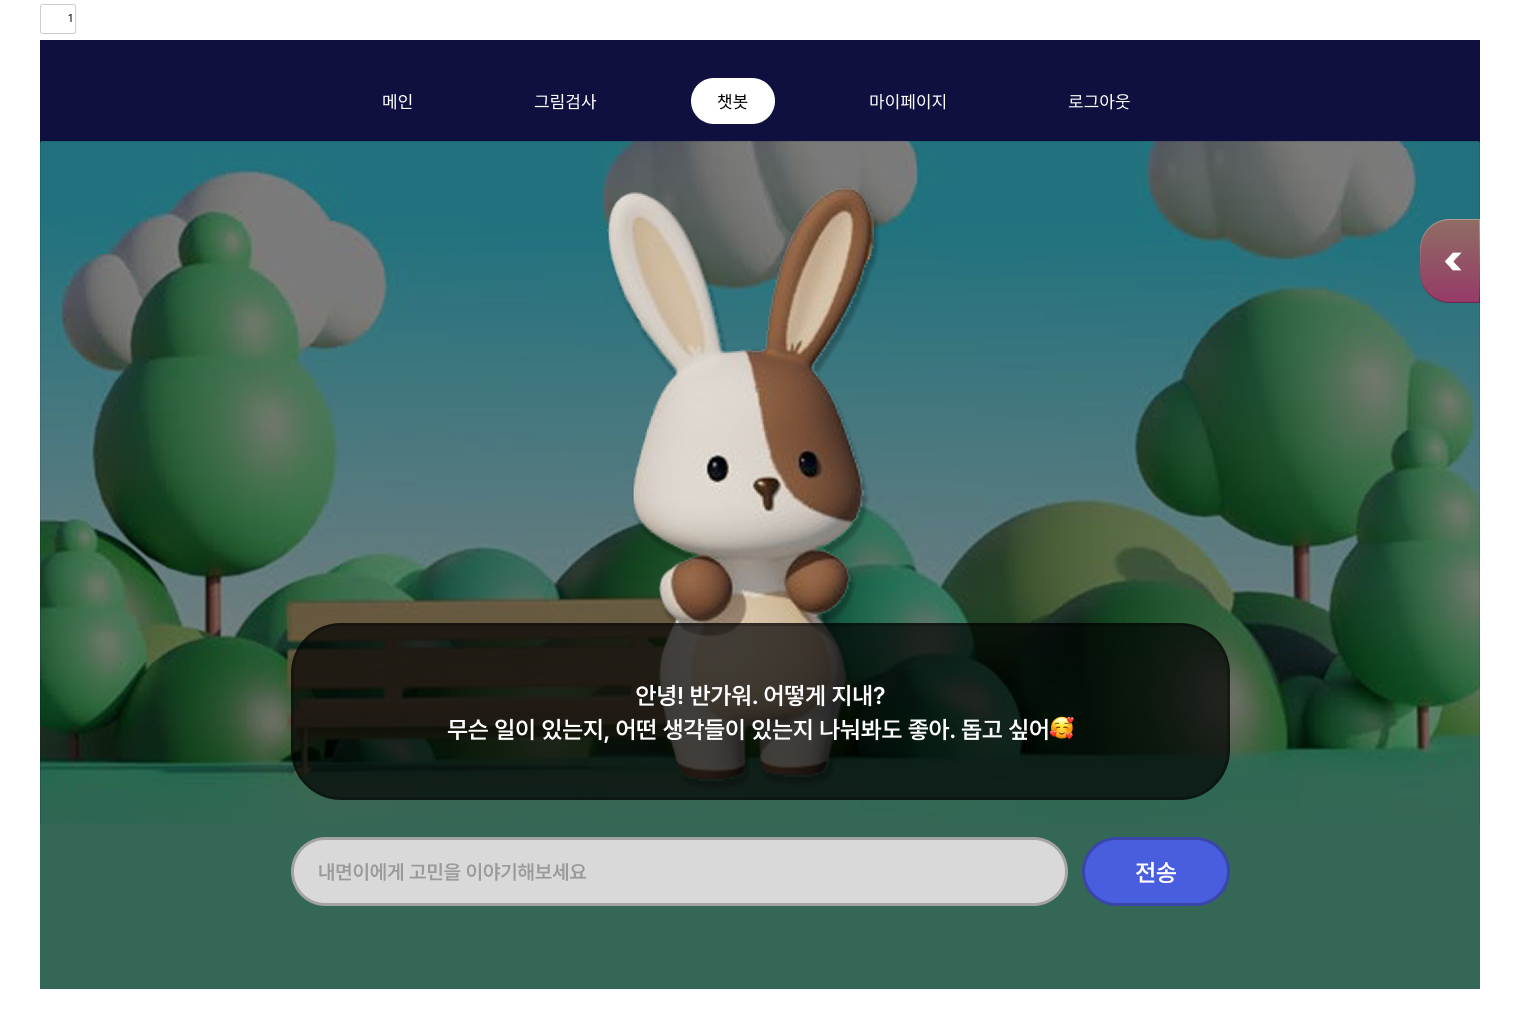 1
메인 그림검사 챗봇 마이페이지 로그아웃
안녕! 반가워. 어떻게 지내?
무슨 일이 있는지, 어떤 생각들이 있는지 나눠봐도 좋아. 돕고 싶어🥰
내면이에게 고민을 이야기해보세요 전송